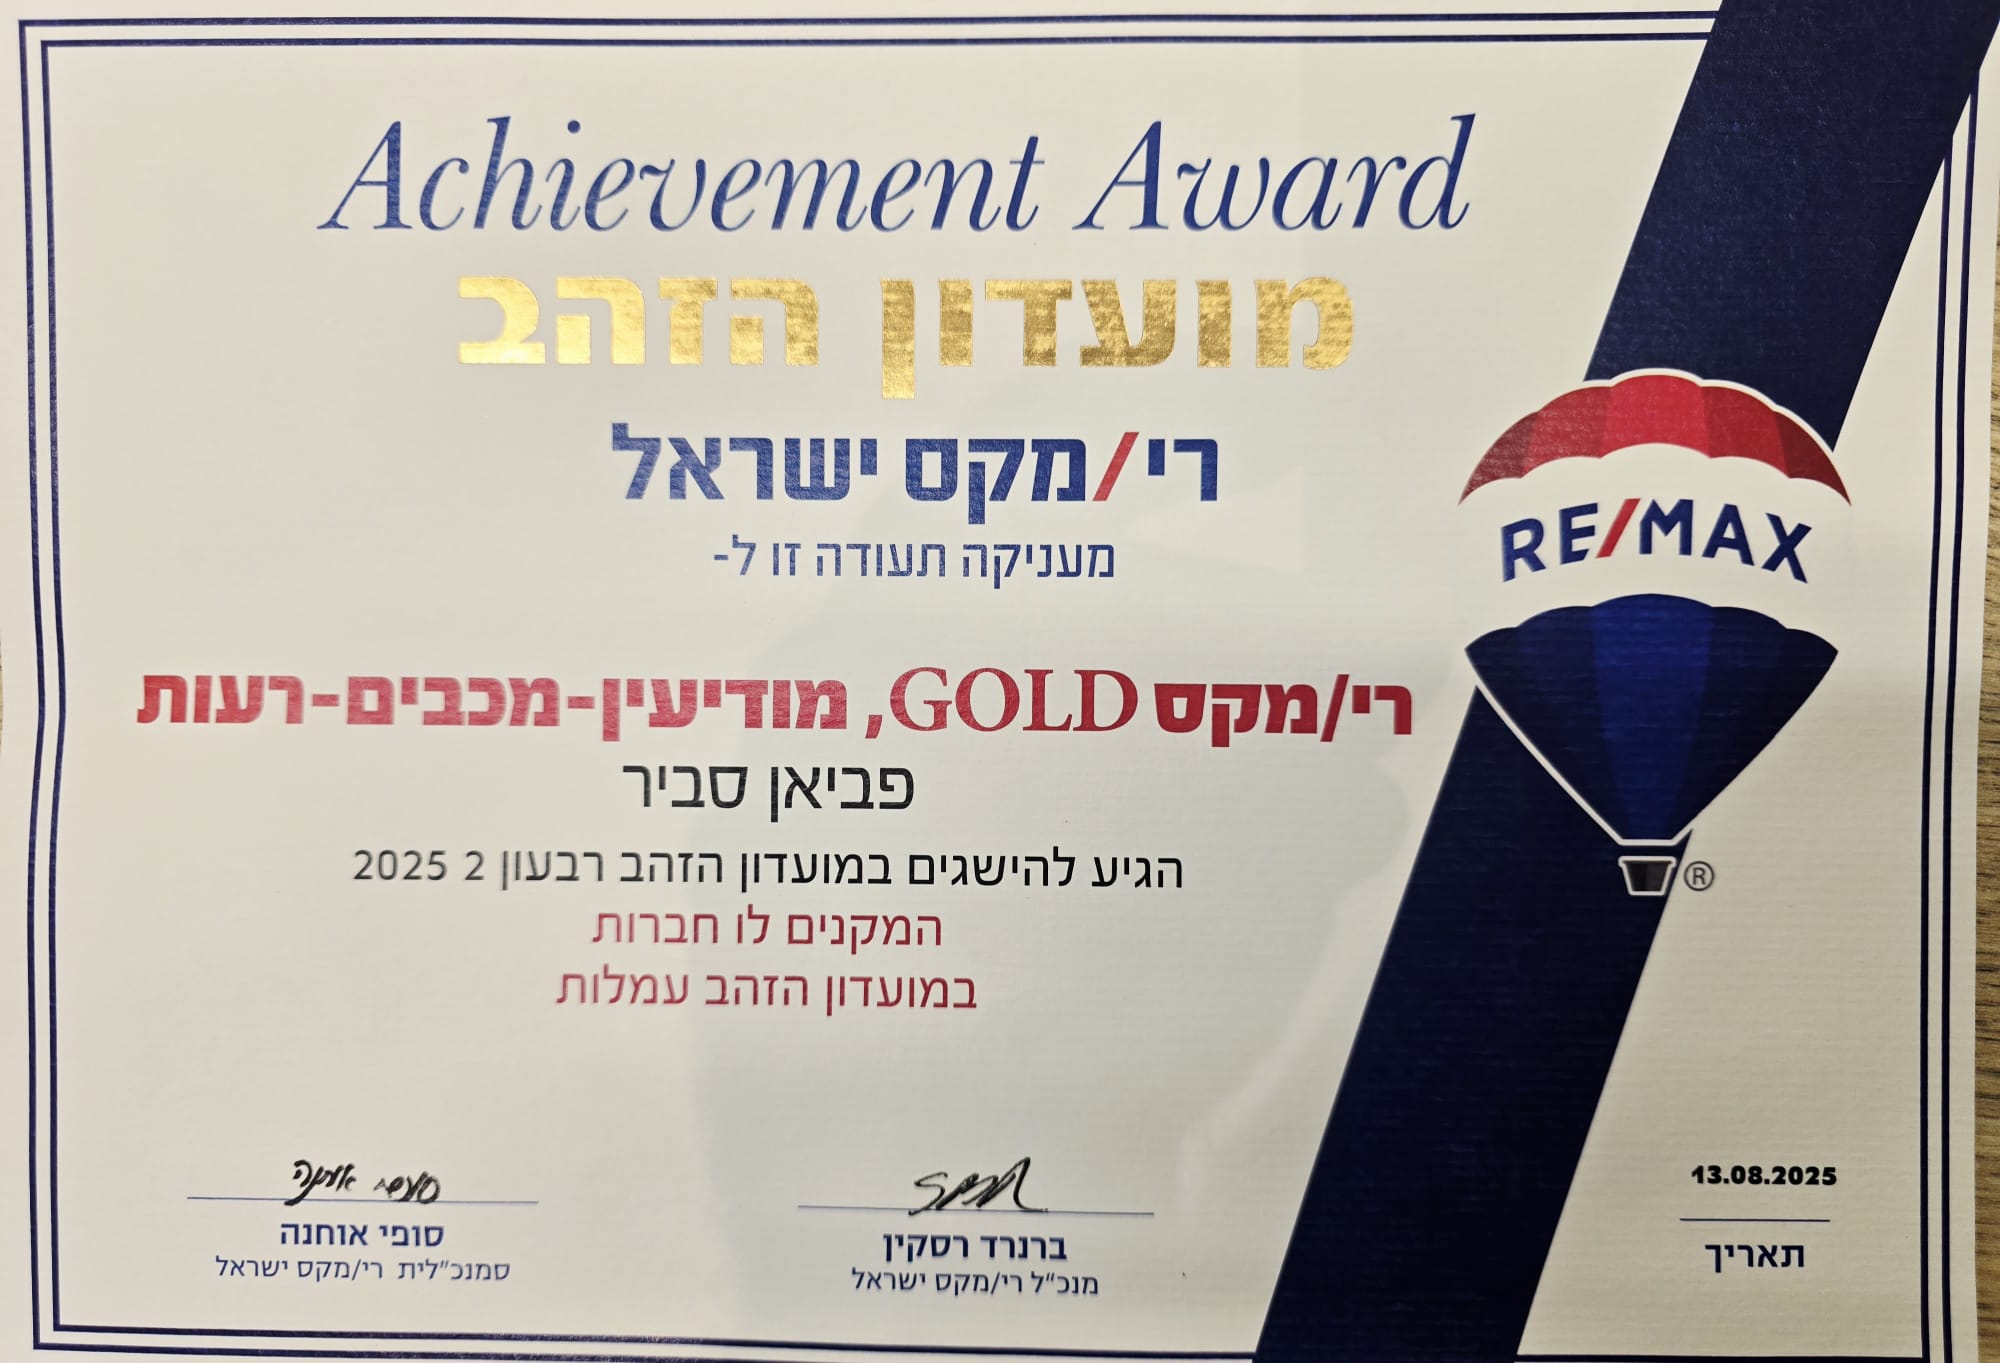 Achievement Award
מועדון הזהב
רי/מקס ישראל
מעניקה תעודה זו ל-
RE/MAX
רי/מקס GOLD, מודיעין-מכבים-רעות
פביאן סביר
הגיע להישגים במועדון הזהב רבעון 2 2025
המקנים לו חברות
במועדון הזהב עמלות
®
13.08.2025
תאריך
ברנרד רסקין
מנכ"ל רי/מקס ישראל
סופי אוחנה
סופי אוחנה
סמנכ"לית רי/מקס ישראל